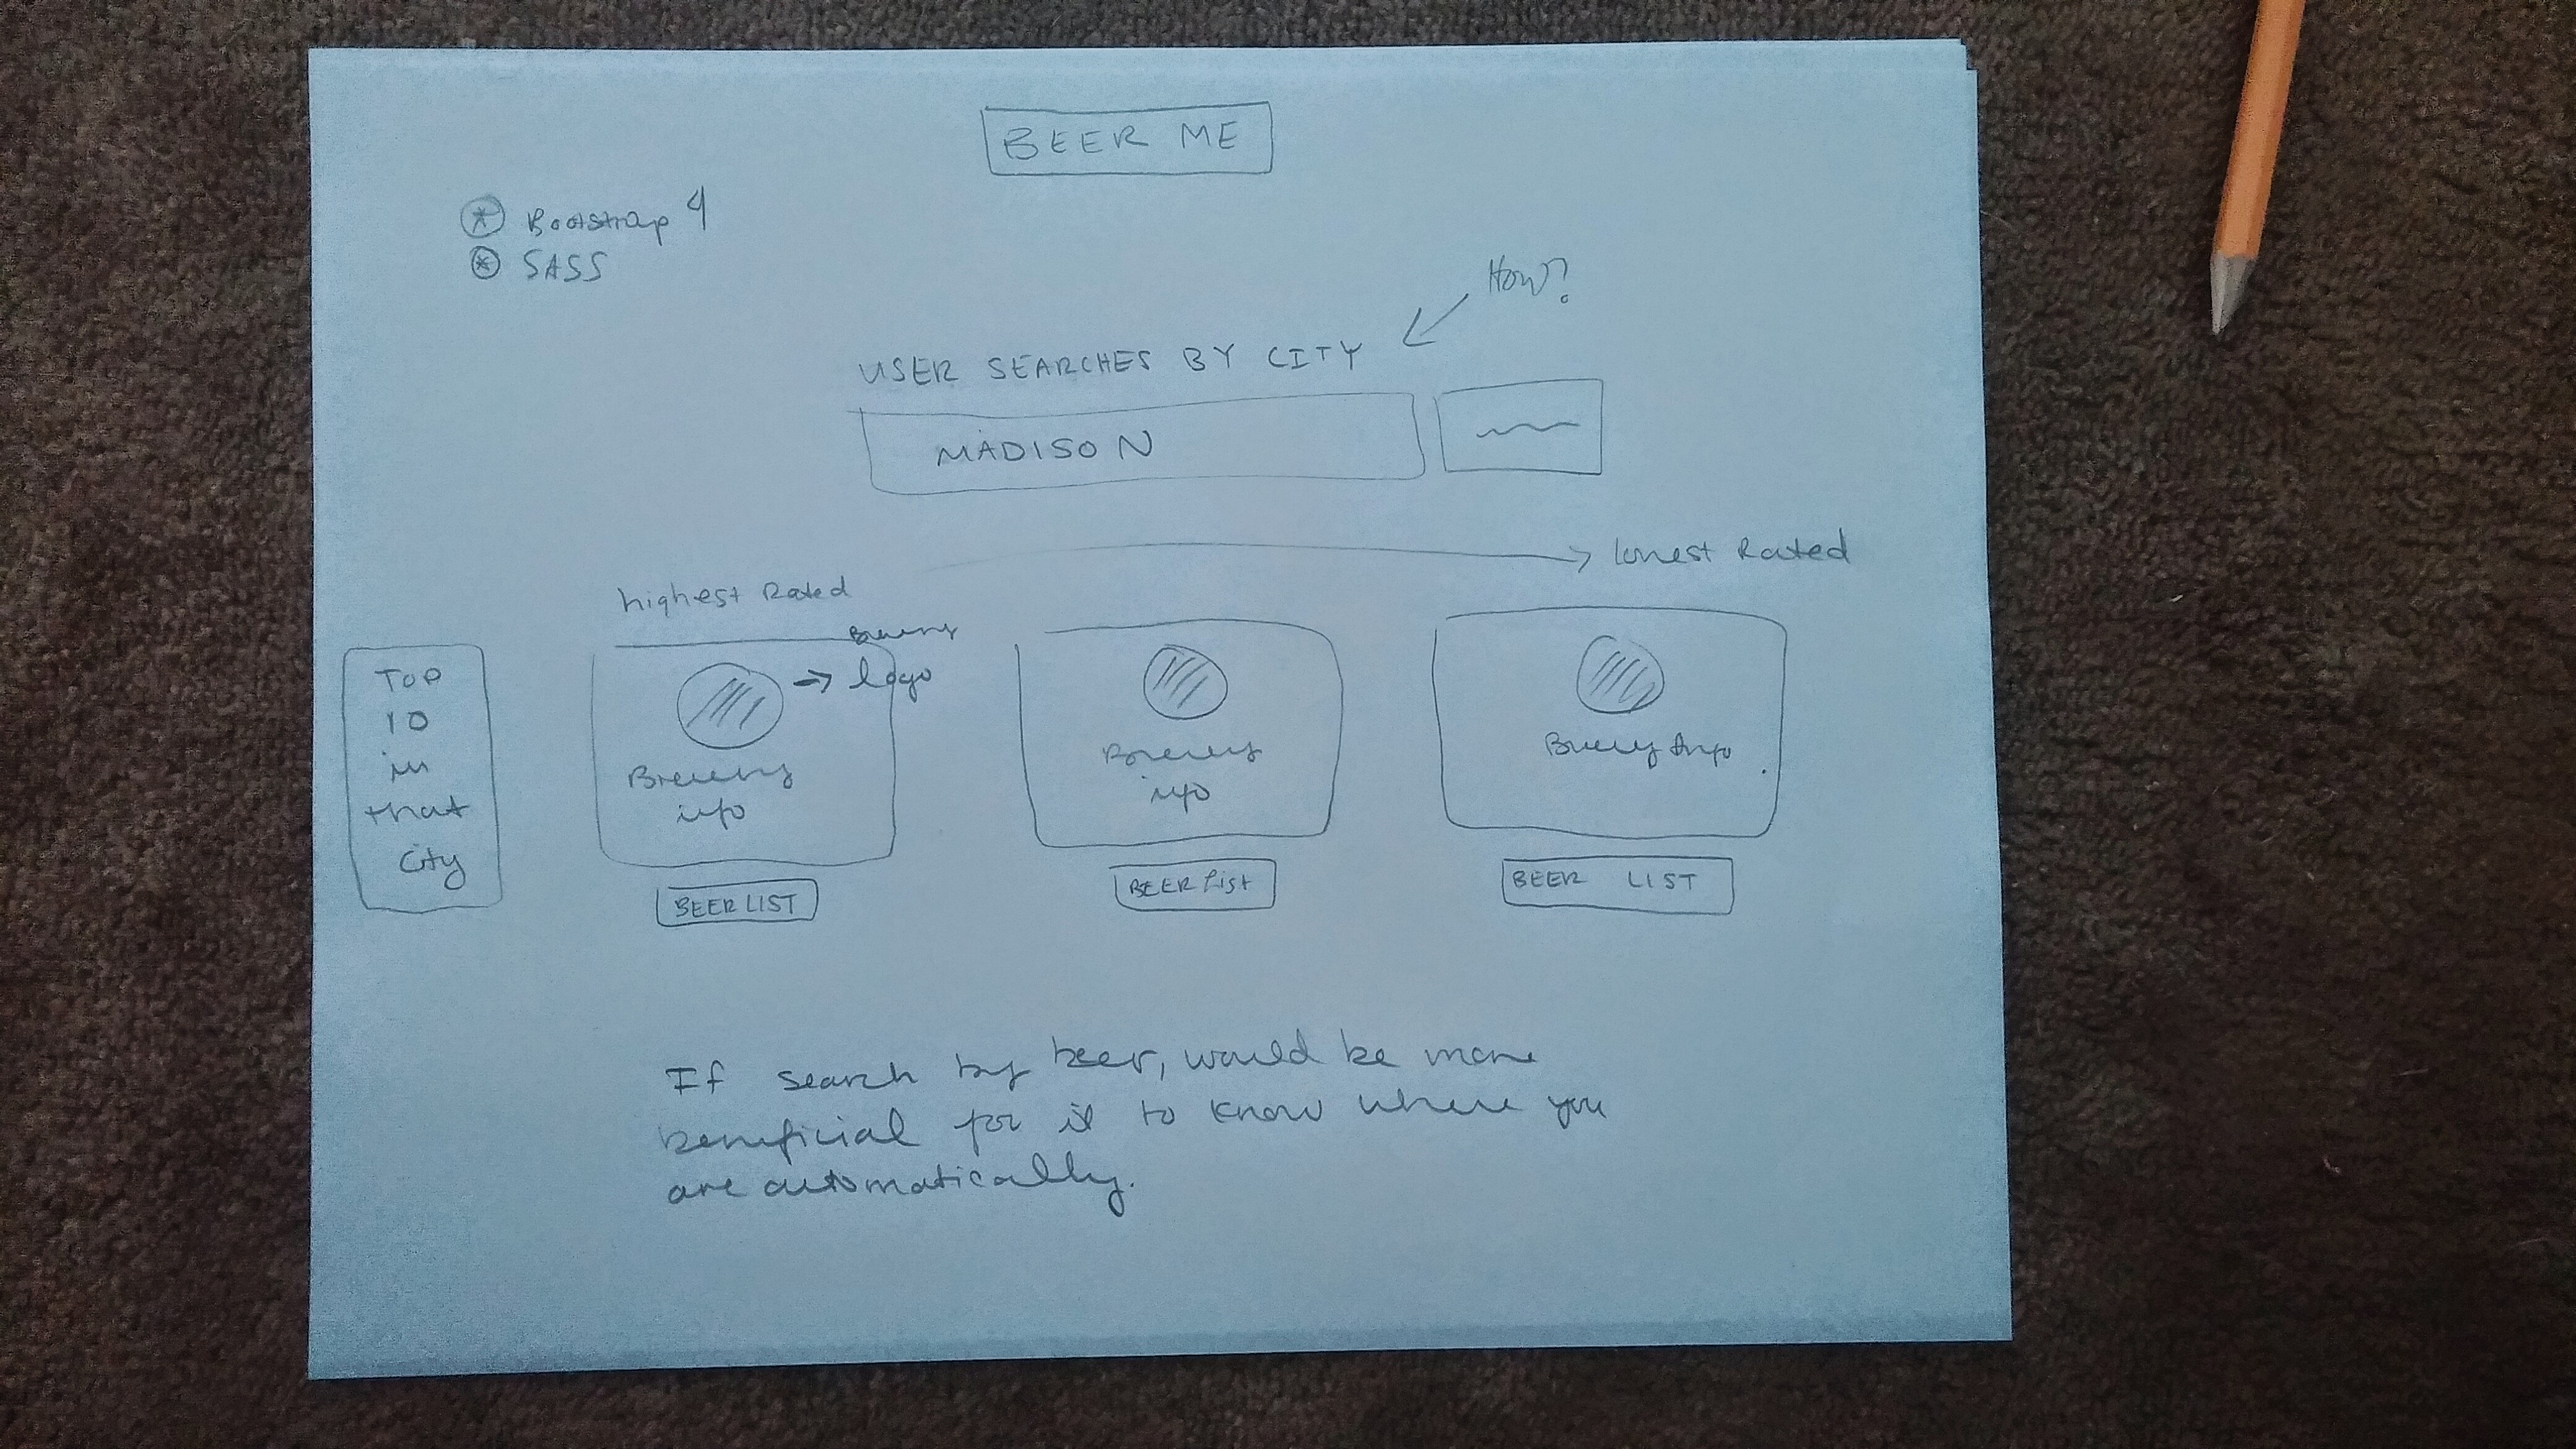 BEER ME
Bootstrap 4
SASS
How?
USER SEARCHES BY CITY
MADISON
lowest Rated
highest Rated
Brewery
logo
TOP
10
in
that
city
Brewery
info
Brewery
info
Brewery Info
BEER LIST
BEER LIST
BEER LIST
If search by beer, would be more
beneficial for it to know where you
are automatically.